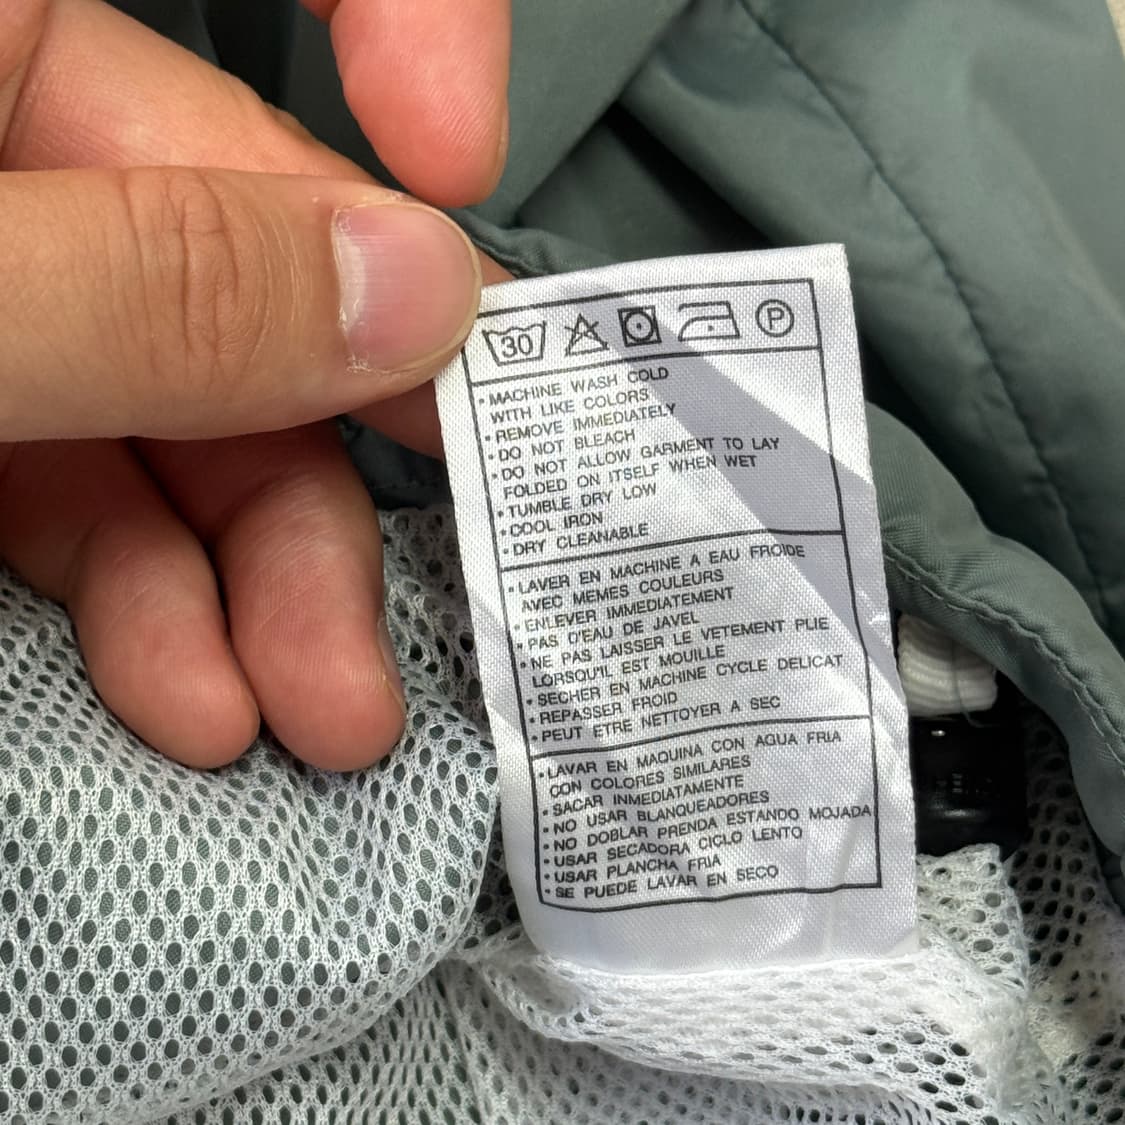 30 P
• MACHINE WASH COLD
WITH LIKE COLORS
• REMOVE IMMEDIATELY
• DO NOT BLEACH
• DO NOT ALLOW GARMENT TO LAY
FOLDED ON ITSELF WHEN WET
• TUMBLE DRY LOW
• COOL IRON
• DRY CLEANABLE
• LAVER EN MACHINE A EAU FROIDE
AVEC MEMES COULEURS
• ENLEVER IMMEDIATEMENT
• PAS D'EAU DE JAVEL
• NE PAS LAISSER LE VETEMENT PLIE
LORSQU'IL EST MOUILLE
• SECHER EN MACHINE CYCLE DELICAT
• REPASSER FROID
• PEUT ETRE NETTOYER A SEC
• LAVAR EN MAQUINA CON AGUA FRIA
CON COLORES SIMILARES
• SACAR INMEDIATAMENTE
• NO USAR BLANQUEADORES
• NO DOBLAR PRENDA ESTANDO MOJADA
• USAR SECADORA CICLO LENTO
• USAR PLANCHA FRIA
• SE PUEDE LAVAR EN SECO